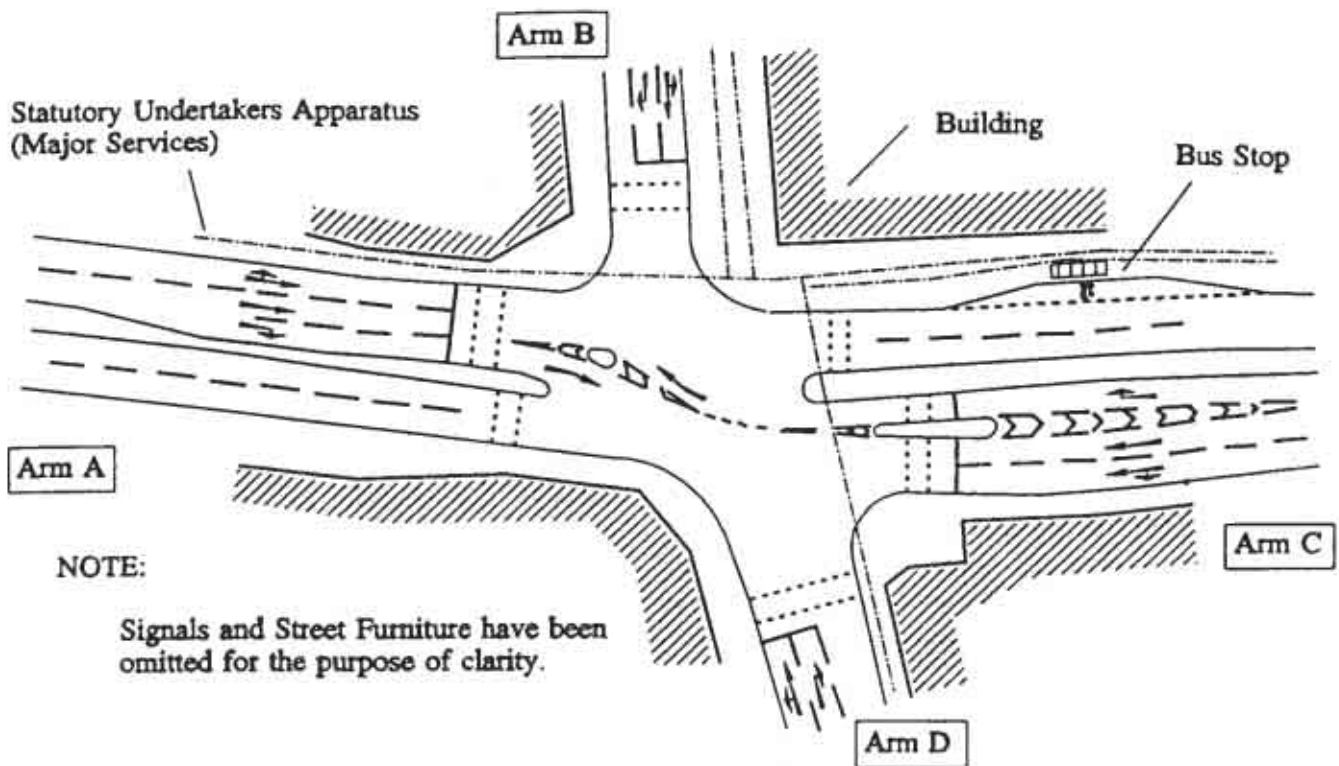 Arm B
Statutory Undertakers Apparatus
(Major Services)
Building
Bus Stop
Arm A
Arm C
NOTE:
Signals and Street Furniture have been
omitted for the purpose of clarity.
Arm D